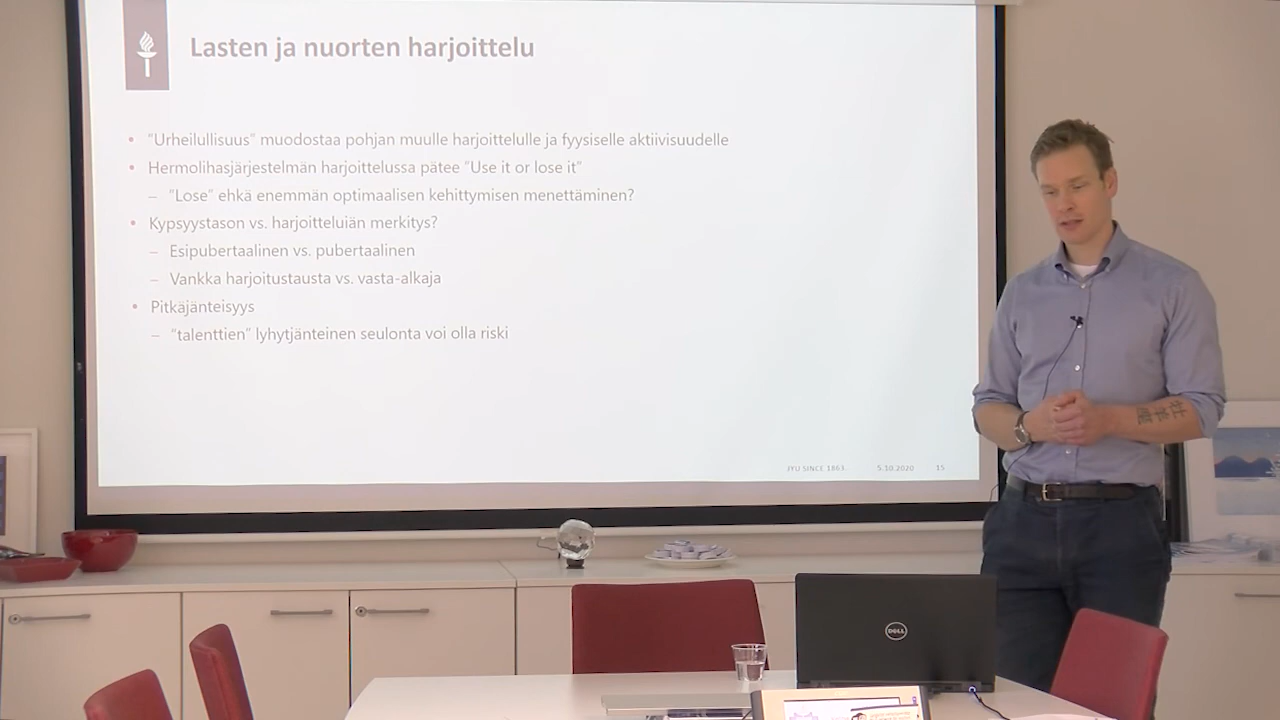 Lasten ja nuorten harjoittelu
• "Urheilullisuus" muodostaa pohjan muulle harjoittelulle ja fyysiselle aktiivisuudelle
• Hermolihasjärjestelmän harjoittelussa pätee "Use it or lose it"
– "Lose" ehkä enemmän optimaalisen kehittymisen menettäminen?
• Kypsyystason vs. harjoitteluiän merkitys?
– Esipubertaalinen vs. pubertaalinen
– Vankka harjoitustausta vs. vasta-alkaja
• Pitkäjänteisyys
– "talenttien" lyhytjänteinen seulonta voi olla riski
JYU SINCE 1863. 5.10.2020 15
DELL